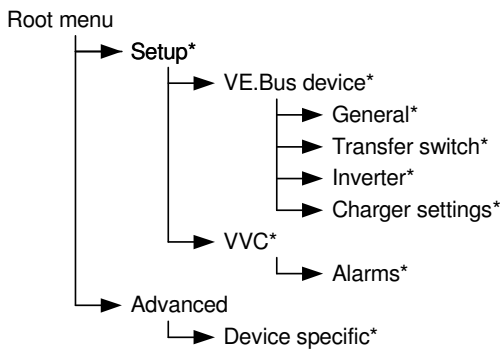 Root menu
Setup*
VE.Bus device*
General*
Transfer switch*
Inverter*
Charger settings*
VVC*
Alarms*
Advanced
Device specific*